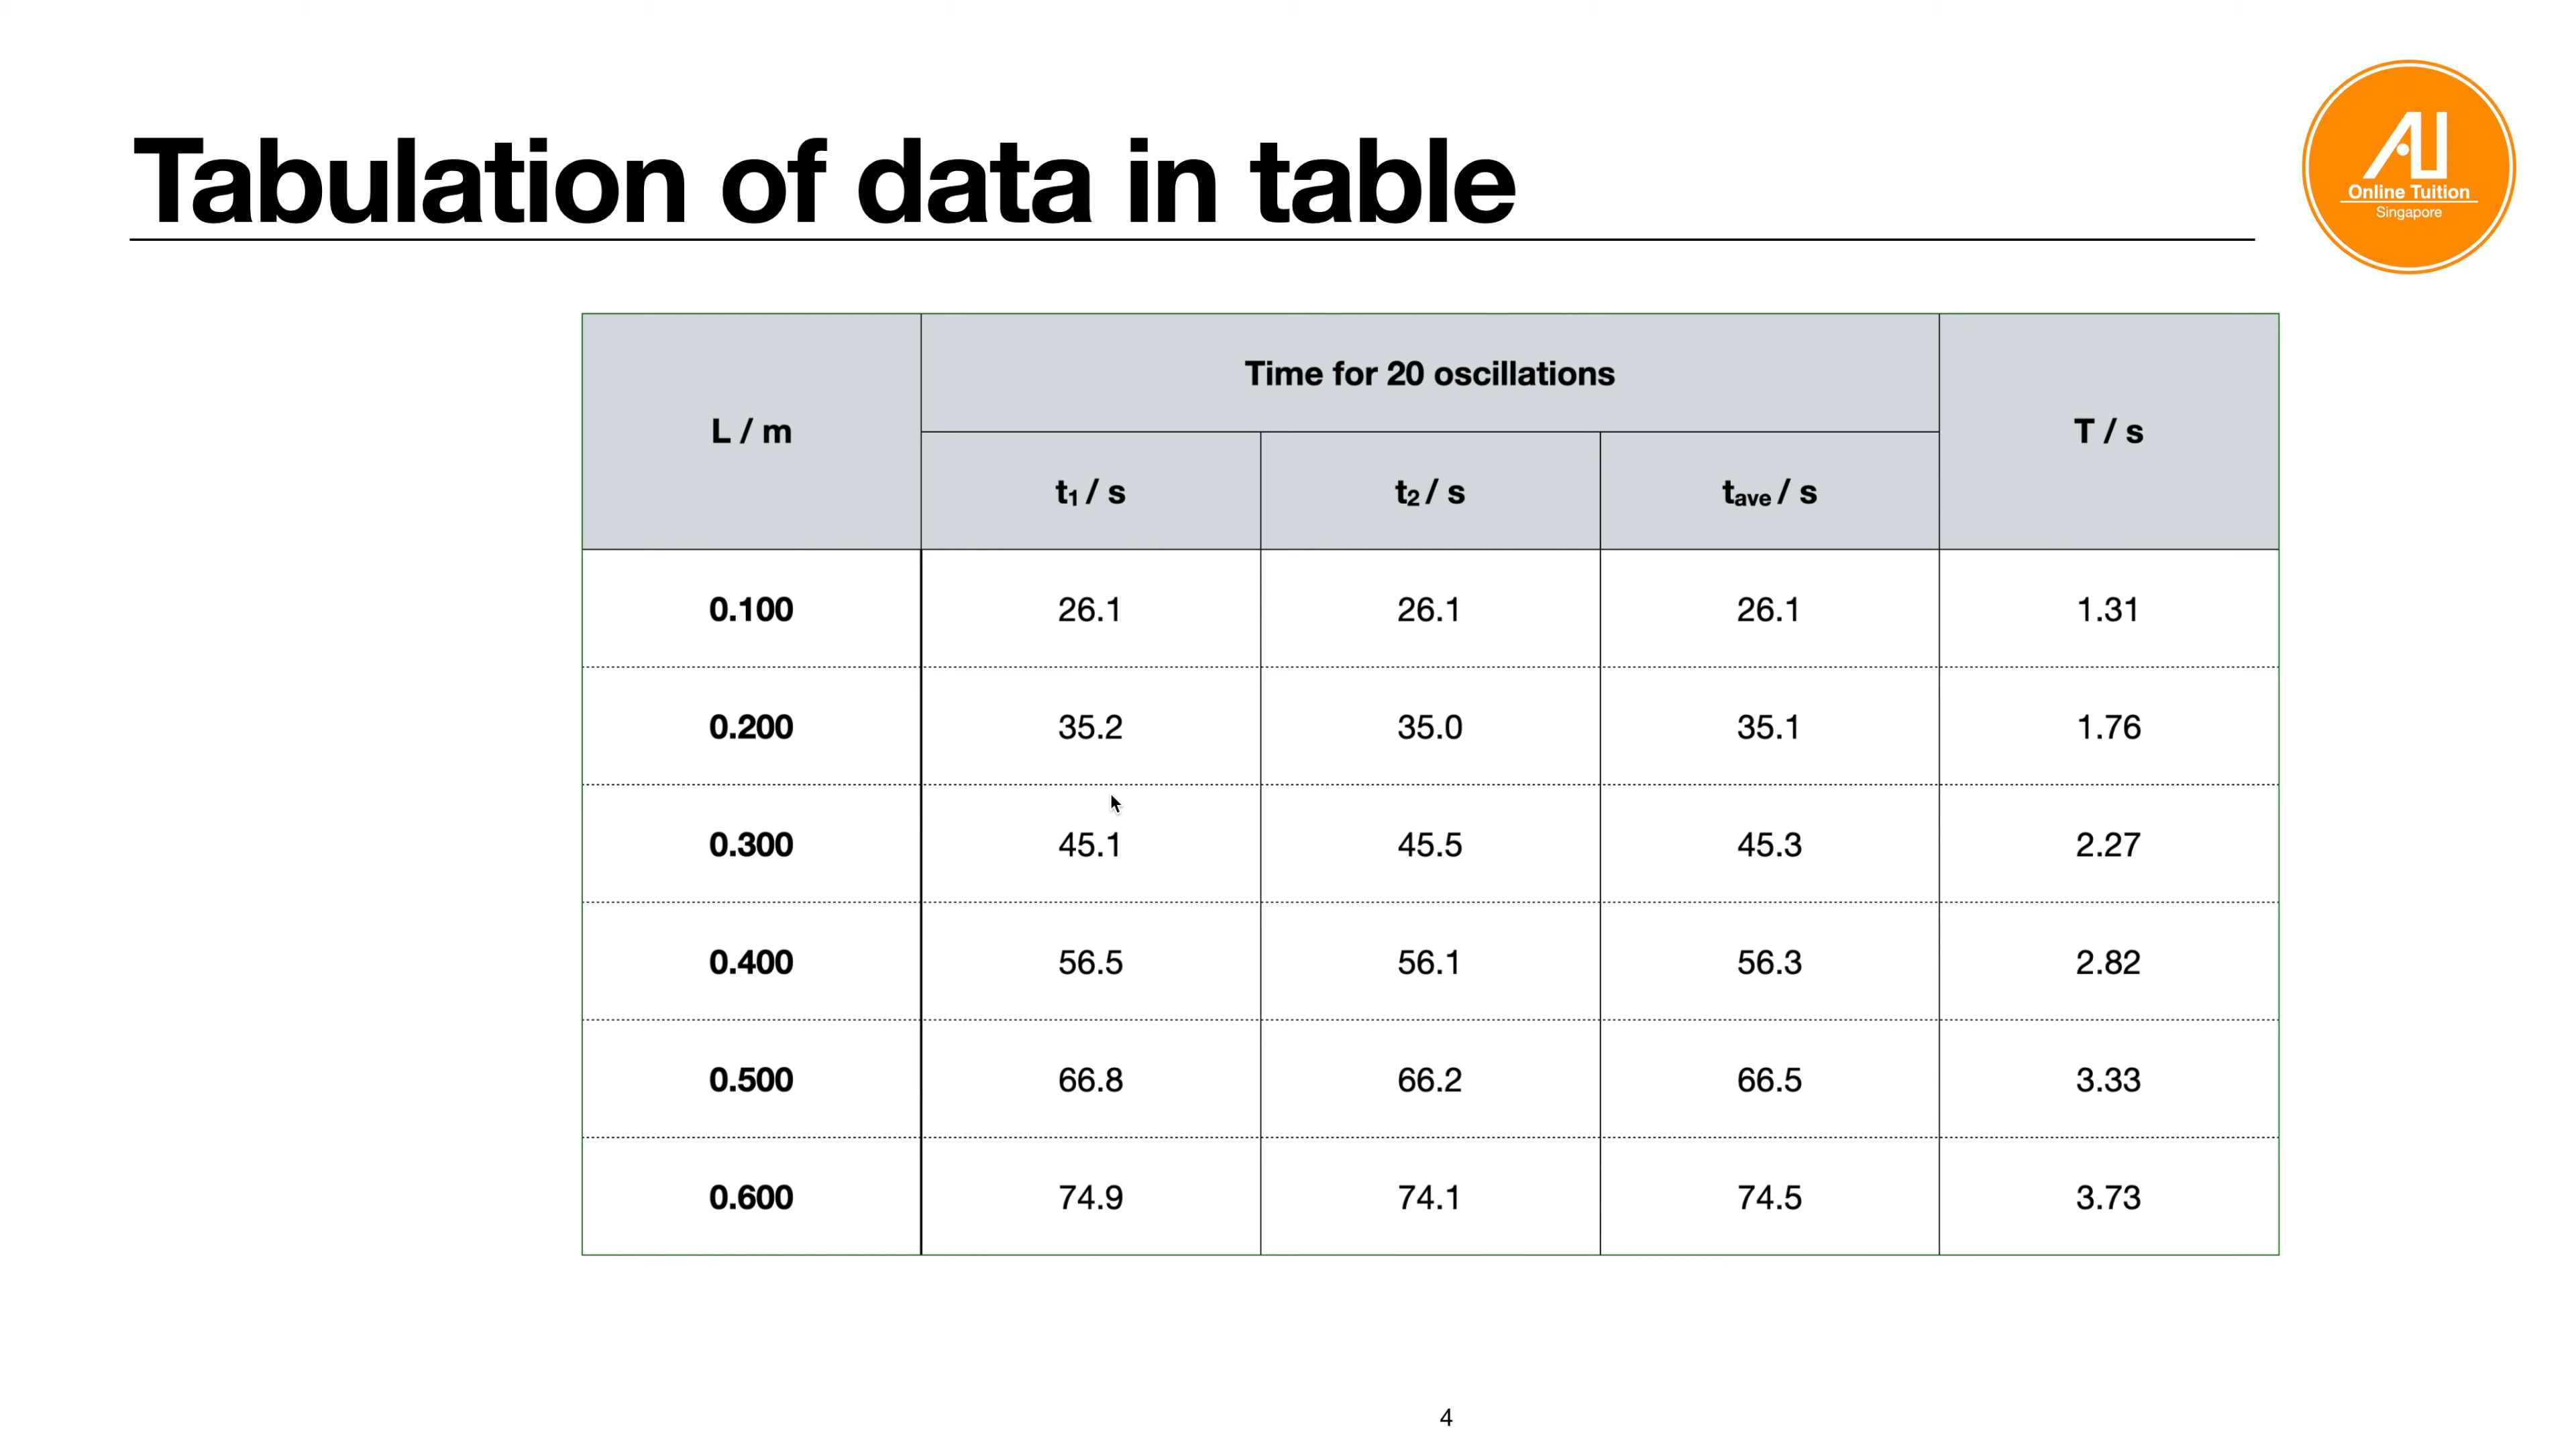 Tabulation of data in table
AU
Online Tuition
Singapore
L / m
Time for 20 oscillations
T / s
t₁ / s
t₂ / s
tave / s
0.100 26.1 26.1 26.1 1.31
0.200 35.2 35.0 35.1 1.76
0.300 45.1 45.5 45.3 2.27
0.400 56.5 56.1 56.3 2.82
0.500 66.8 66.2 66.5 3.33
0.600 74.9 74.1 74.5 3.73
4